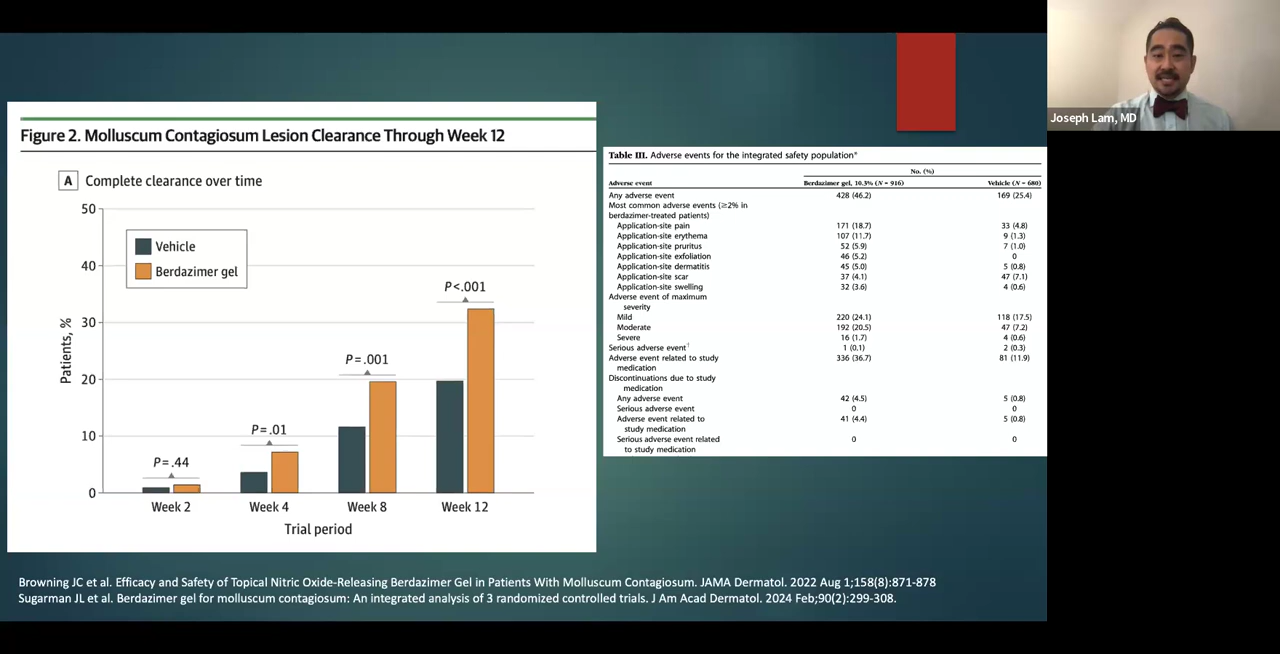 Joseph Lam, MD
Figure 2. Molluscum Contagiosum Lesion Clearance Through Week 12
A Complete clearance over time
Patients, %
50
40
30
20
10
0
Vehicle
Berdazimer gel
P=.44
P=.01
P=.001
P<.001
Week 2 Week 4 Week 8 Week 12
Trial period
Table III. Adverse events for the integrated safety population*
No. (%)
Adverse event Berdazimer gel, 10.3% (N = 916) Vehicle (N = 680)
Any adverse event 428 (46.2) 169 (25.4)
Most common adverse events (≥2% in
berdazimer-treated patients)
Application-site pain 171 (18.7) 33 (4.8)
Application-site erythema 107 (11.7) 9 (1.3)
Application-site pruritus 52 (5.9) 7 (1.0)
Application-site exfoliation 46 (5.2) 0
Application-site dermatitis 45 (5.0) 5 (0.8)
Application-site scar 37 (4.1) 47 (7.1)
Application-site swelling 32 (3.6) 4 (0.6)
Adverse event of maximum
severity
Mild 220 (24.1) 118 (17.5)
Moderate 192 (20.5) 47 (7.2)
Severe 16 (1.7) 4 (0.6)
Serious adverse event† 1 (0.1) 2 (0.3)
Adverse event related to study 336 (36.7) 81 (11.9)
medication
Discontinuations due to study
medication
Any adverse event 42 (4.5) 5 (0.8)
Serious adverse event 0 0
Adverse event related to 41 (4.4) 5 (0.8)
study medication
Serious adverse event related 0 0
to study medication
Browning JC et al. Efficacy and Safety of Topical Nitric Oxide-Releasing Berdazimer Gel in Patients With Molluscum Contagiosum. JAMA Dermatol. 2022 Aug 1;158(8):871-878
Sugarman JL et al. Berdazimer gel for molluscum contagiosum: An integrated analysis of 3 randomized controlled trials. J Am Acad Dermatol. 2024 Feb;90(2):299-308.